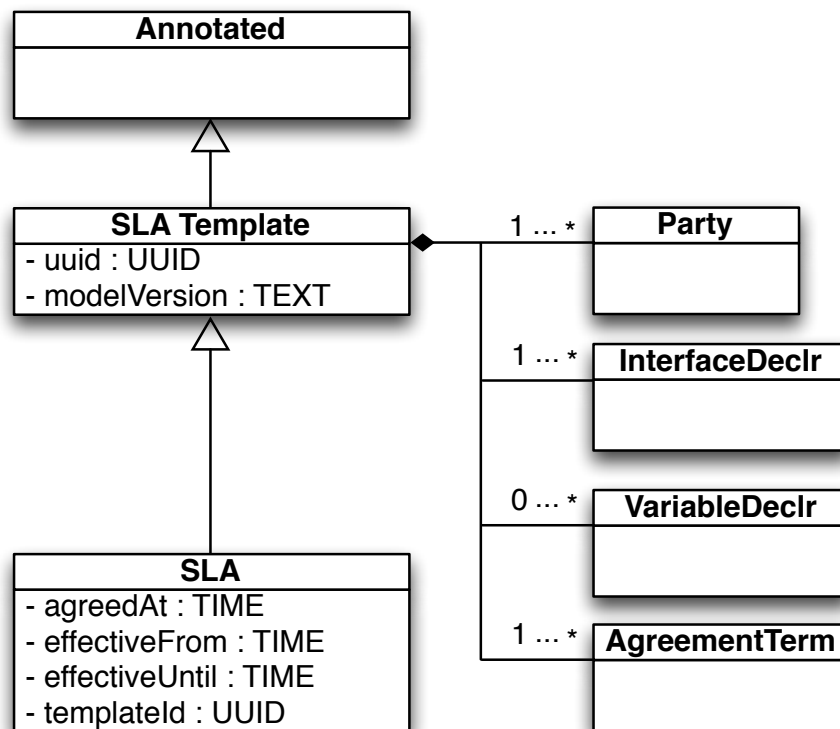 Annotated
SLA Template
- uuid : UUID
- modelVersion : TEXT
1 ... *
Party
1 ... *
InterfaceDeclr
0 ... *
VariableDeclr
SLA
- agreedAt : TIME
- effectiveFrom : TIME
- effectiveUntil : TIME
- templateId : UUID
1 ... *
AgreementTerm